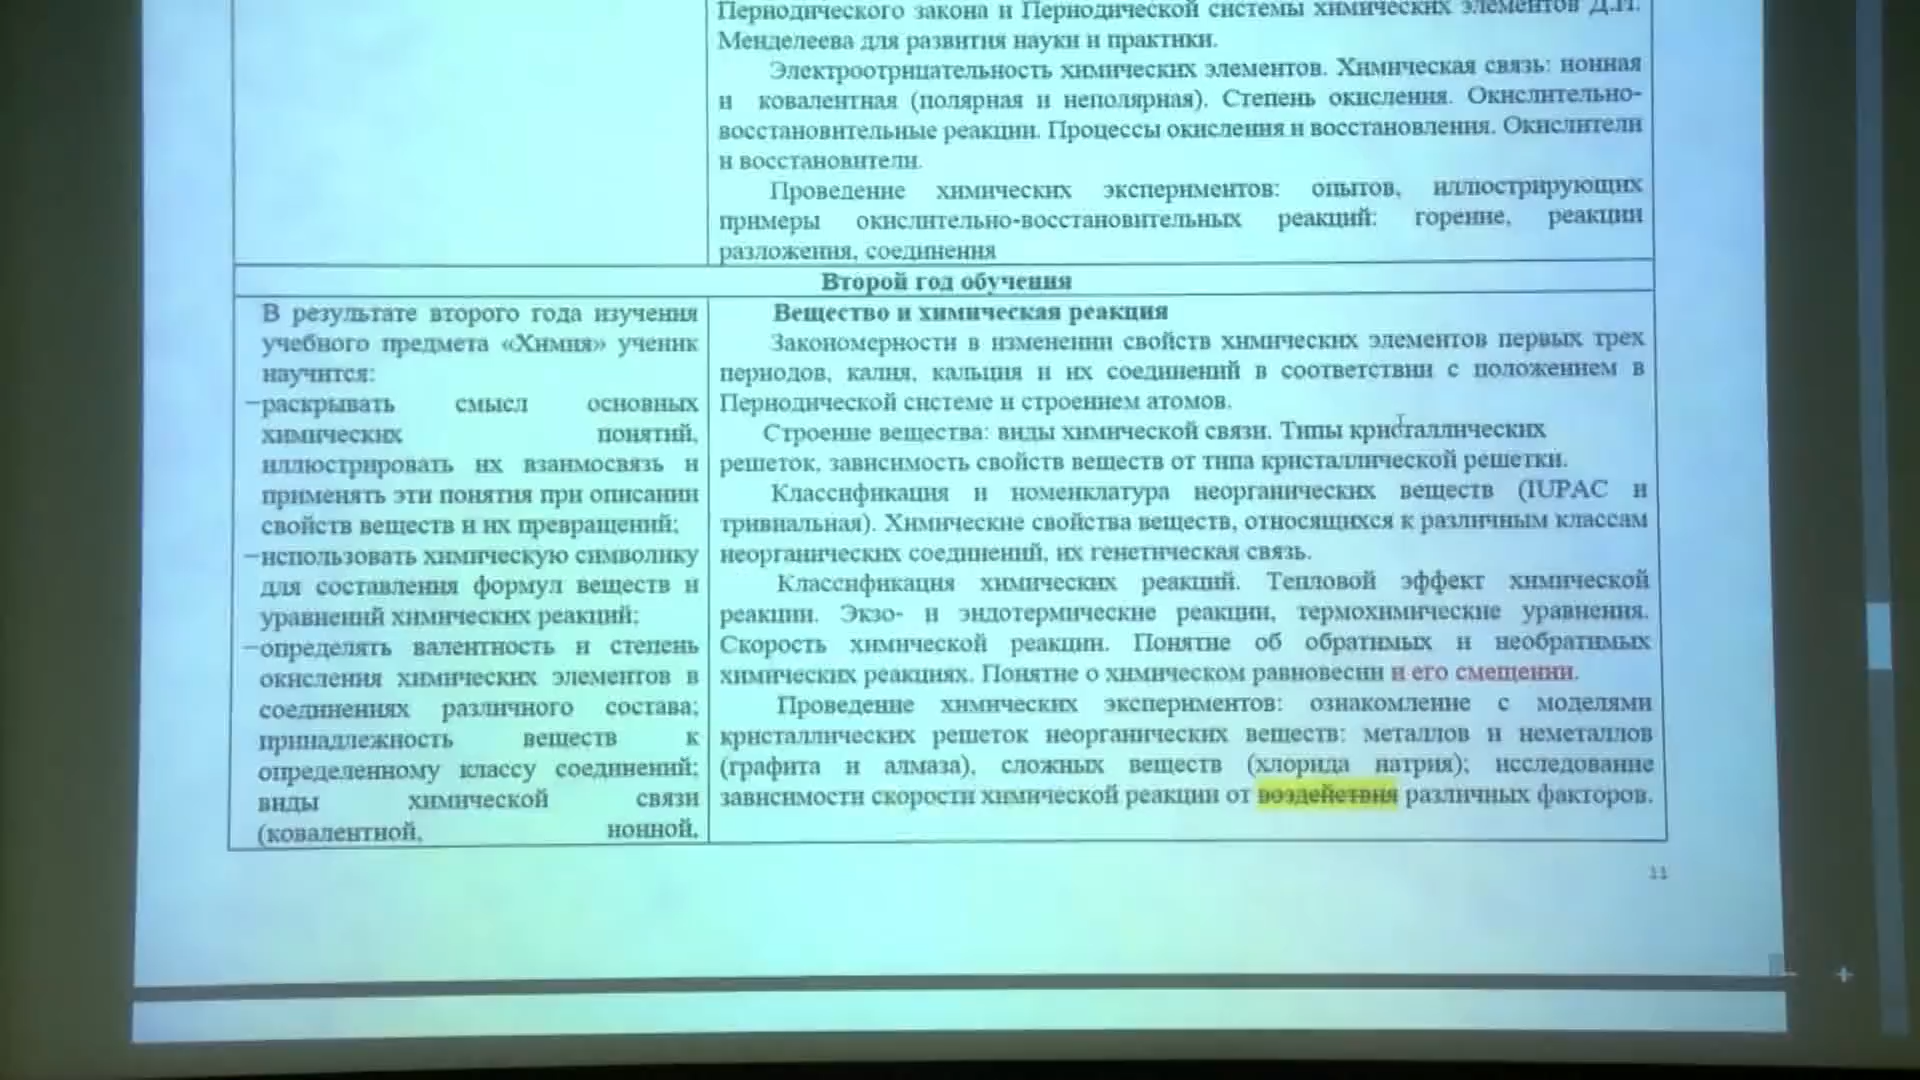 Периодического закона и Периодической системы химических элементов Д.И.
Менделеева для развития науки и практики.
Электроотрицательность химических элементов. Химическая связь: ионная
и ковалентная (полярная и неполярная). Степень окисления. Окислительно-
восстановительные реакции. Процессы окисления и восстановления. Окислители
и восстановители.
Проведение химических экспериментов: опытов, иллюстрирующих
примеры окислительно-восстановительных реакций: горение, реакции
разложения, соединения
Второй год обучения
В результате второго года изучения
учебного предмета «Химия» ученик
научится:
–раскрывать смысл основных
химических понятий,
иллюстрировать их взаимосвязь и
применять эти понятия при описании
свойств веществ и их превращений;
–использовать химическую символику
для составления формул веществ и
уравнений химических реакций;
–определять валентность и степень
окисления химических элементов в
соединениях различного состава;
принадлежность веществ к
определенному классу соединений;
виды химической связи
(ковалентной, ионной,
Вещество и химическая реакция
Закономерности в изменении свойств химических элементов первых трех
периодов, калия, кальция и их соединений в соответствии с положением в
Периодической системе и строением атомов.
Строение вещества: виды химической связи. Типы кристаллических
решеток, зависимость свойств веществ от типа кристаллической решетки.
Классификация и номенклатура неорганических веществ (IUPAC и
тривиальная). Химические свойства веществ, относящихся к различным классам
неорганических соединений, их генетическая связь.
Классификация химических реакций. Тепловой эффект химической
реакции. Экзо- и эндотермические реакции, термохимические уравнения.
Скорость химической реакции. Понятие об обратимых и необратимых
химических реакциях. Понятие о химическом равновесии и его смещении.
Проведение химических экспериментов: ознакомление с моделями
кристаллических решеток неорганических веществ: металлов и неметаллов
(графита и алмаза), сложных веществ (хлорида натрия); исследование
зависимости скорости химической реакции от воздействия различных факторов.
11